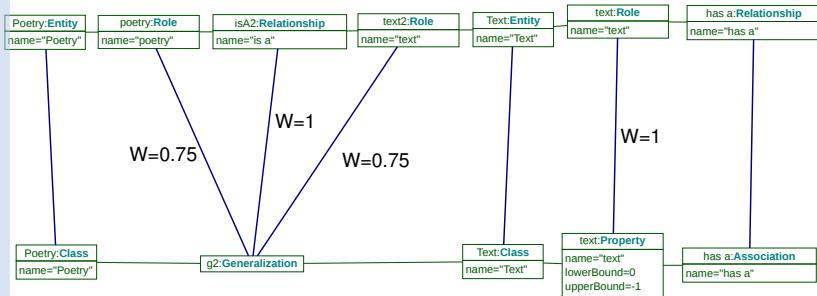 Poetry:Entity
name="Poetry"
poetry:Role
name="poetry"
isA2:Relationship
name="is a"
text2:Role
name="text"
Text:Entity
name="Text"
text:Role
name="text"
has a:Relationship
name="has a"
W=0.75
W=1
W=0.75
W=1
Poetry:Class
name="Poetry"
g2:Generalization
Text:Class
name="Text"
text:Property
name="text"
lowerBound=0
upperBound=-1
has a:Association
name="has a"